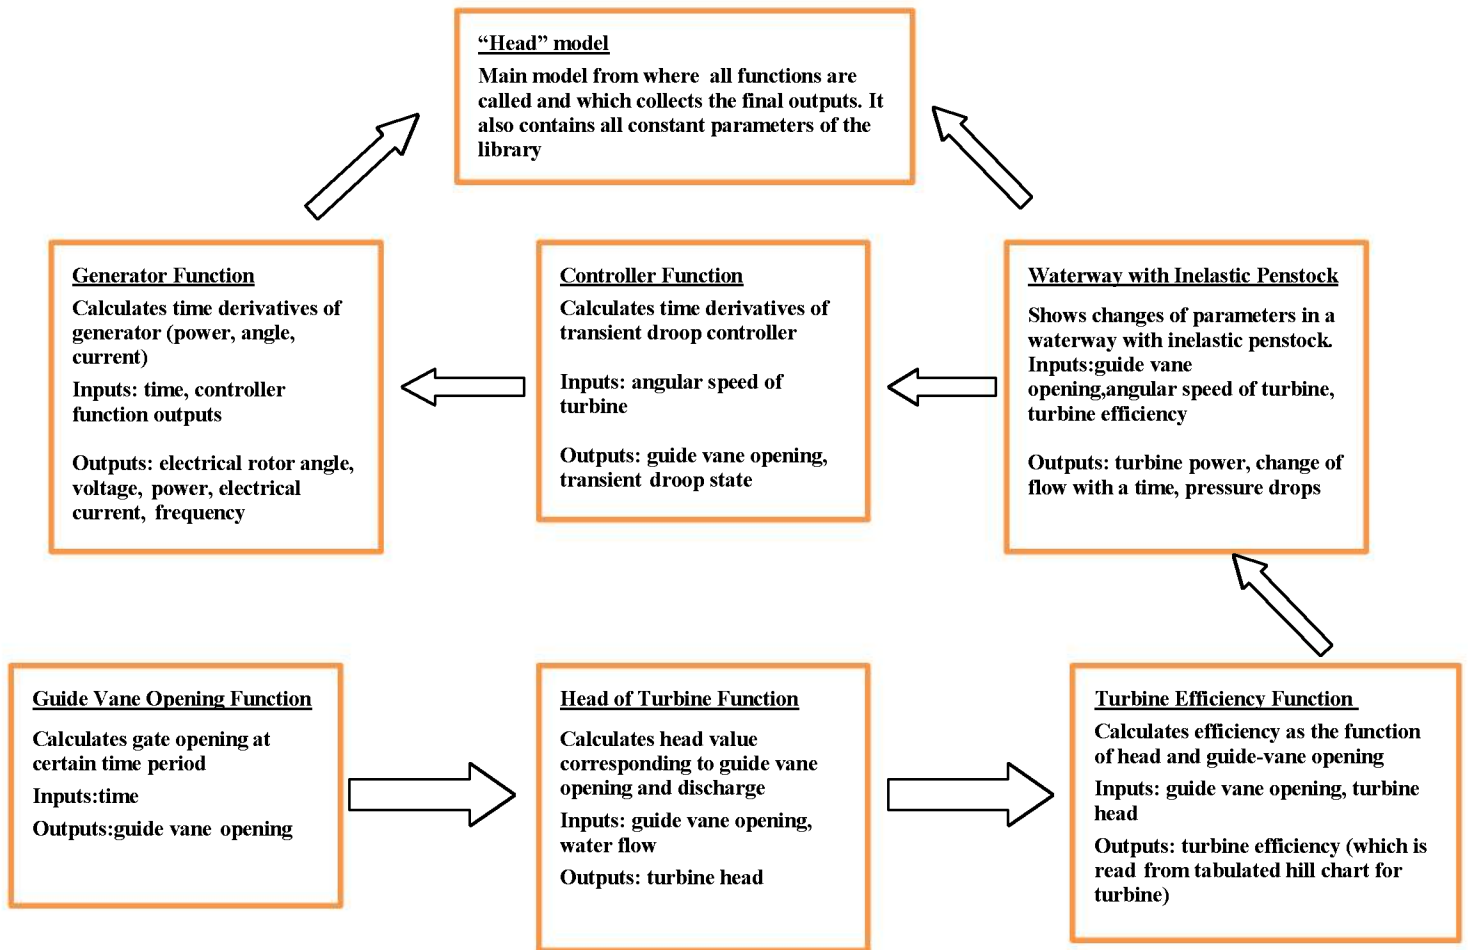 “Head” model
Main model from where all functions are
called and which collects the final outputs. It
also contains all constant parameters of the
library
Generator Function
Calculates time derivatives of
generator (power, angle,
current)
Inputs: time, controller
function outputs
Outputs: electrical rotor angle,
voltage, power, electrical
current, frequency
Controller Function
Calculates time derivatives of
transient droop controller
Inputs: angular speed of
turbine
Outputs: guide vane opening,
transient droop state
Waterway with Inelastic Penstock
Shows changes of parameters in a
waterway with inelastic penstock.
Inputs:guide vane
opening,angular speed of turbine,
turbine efficiency
Outputs: turbine power, change of
flow with a time, pressure drops
Guide Vane Opening Function
Calculates gate opening at
certain time period
Inputs:time
Outputs:guide vane opening
Head of Turbine Function
Calculates head value
corresponding to guide vane
opening and discharge
Inputs: guide vane opening,
water flow
Outputs: turbine head
Turbine Efficiency Function
Calculates efficiency as the function
of head and guide-vane opening
Inputs: guide vane opening, turbine
head
Outputs: turbine efficiency (which is
read from tabulated hill chart for
turbine)